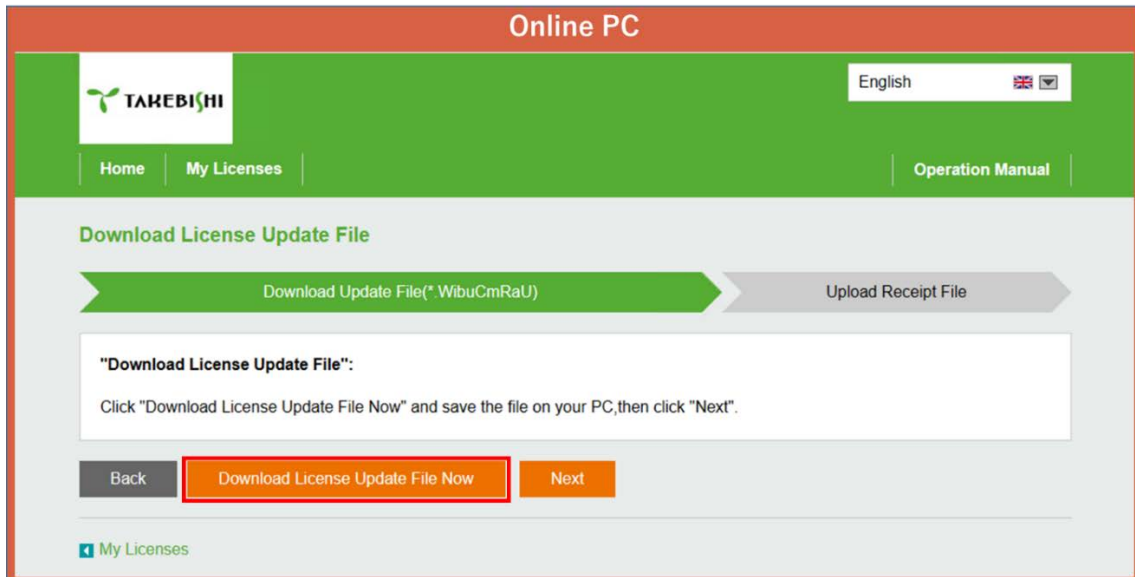 Online PC
TAKEBISHI
English
Home
My Licenses
Operation Manual
Download License Update File
Download Update File(*.WibuCmRaU)
Upload Receipt File
"Download License Update File":
Click "Download License Update File Now" and save the file on your PC,then click "Next".
Back
Download License Update File Now
Next
My Licenses